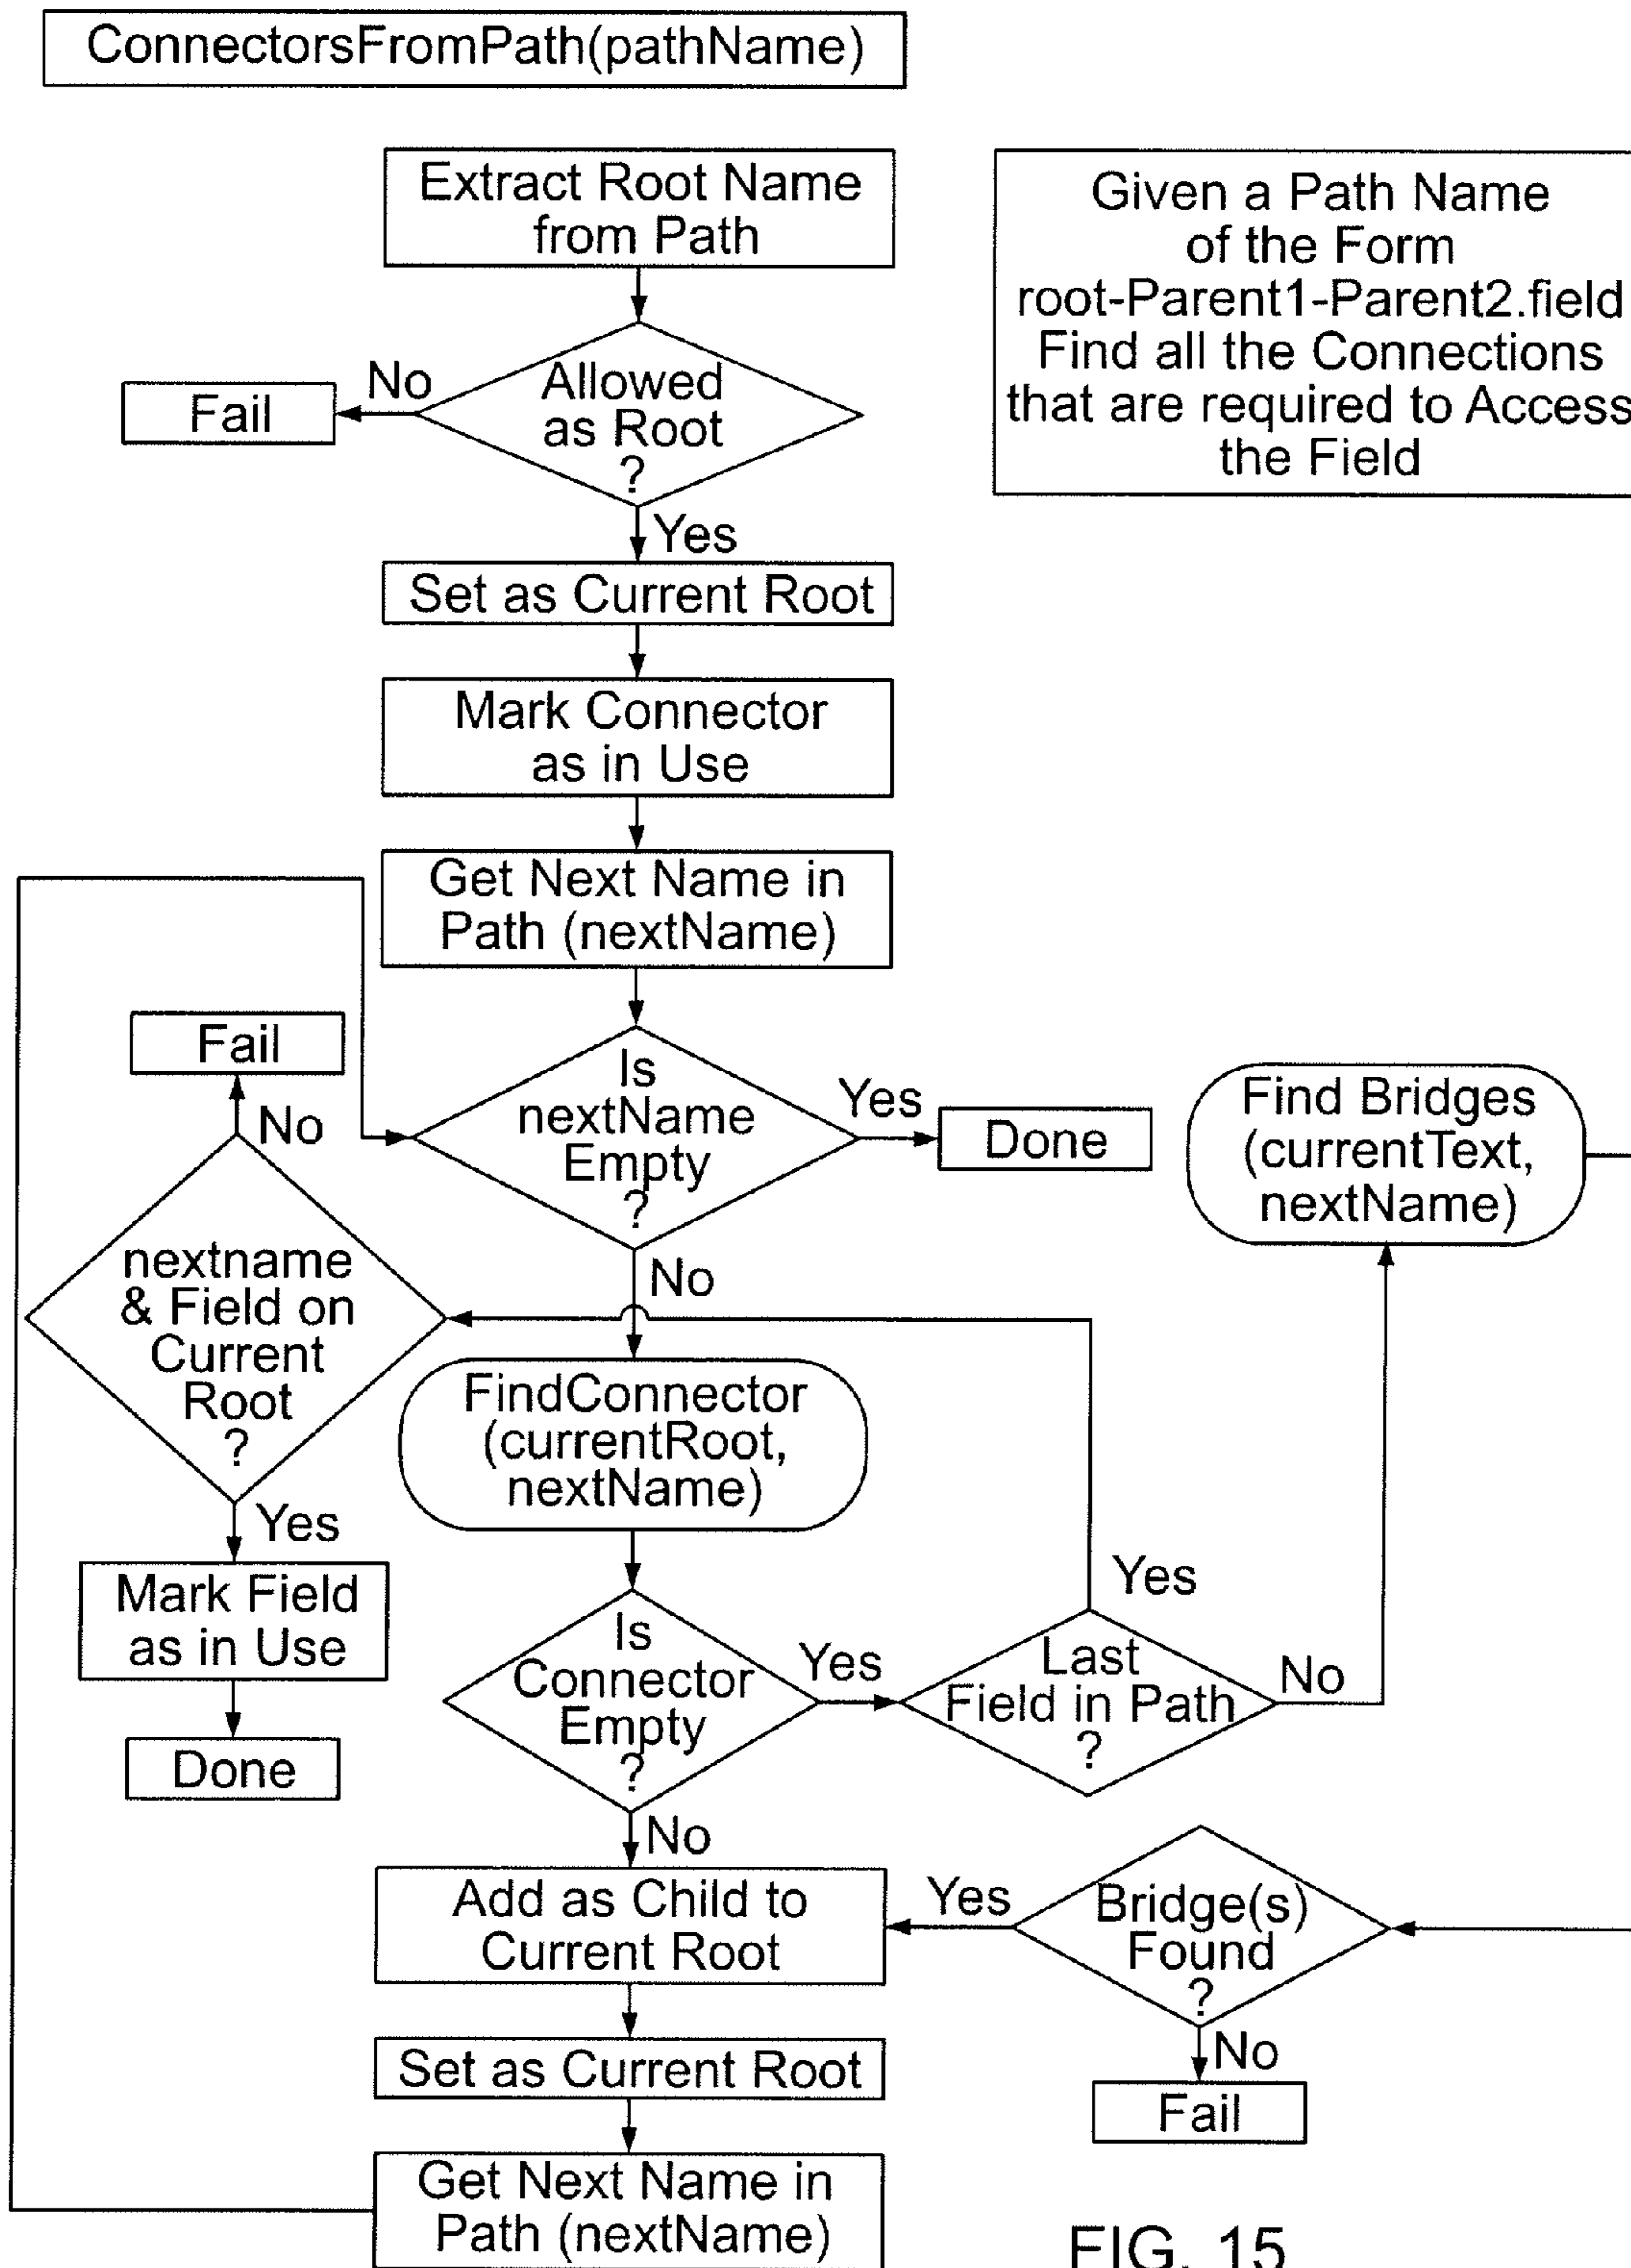 ConnectorsFromPath(pathName)
Extract Root Name
from Path
Given a Path Name
of the Form
root-Parent1-Parent2.field
Find all the Connections
that are required to Access
the Field
No
Fail
Allowed
as Root
?
Yes
Set as Current Root
Mark Connector
as in Use
Get Next Name in
Path (nextName)
Fail
No
Is
nextName
Empty
?
Yes
Done
Find Bridges
(currentText,
nextName)
No
nextname
& Field on
Current
Root
?
FindConnector
(currentRoot,
nextName)
Yes
Mark Field
as in Use
Done
Is
Connector
Empty
?
Yes
Yes
Last
Field in Path
?
No
No
Add as Child to
Current Root
Yes
Bridge(s)
Found
?
No
Fail
Set as Current Root
Get Next Name in
Path (nextName)
FIG. 15